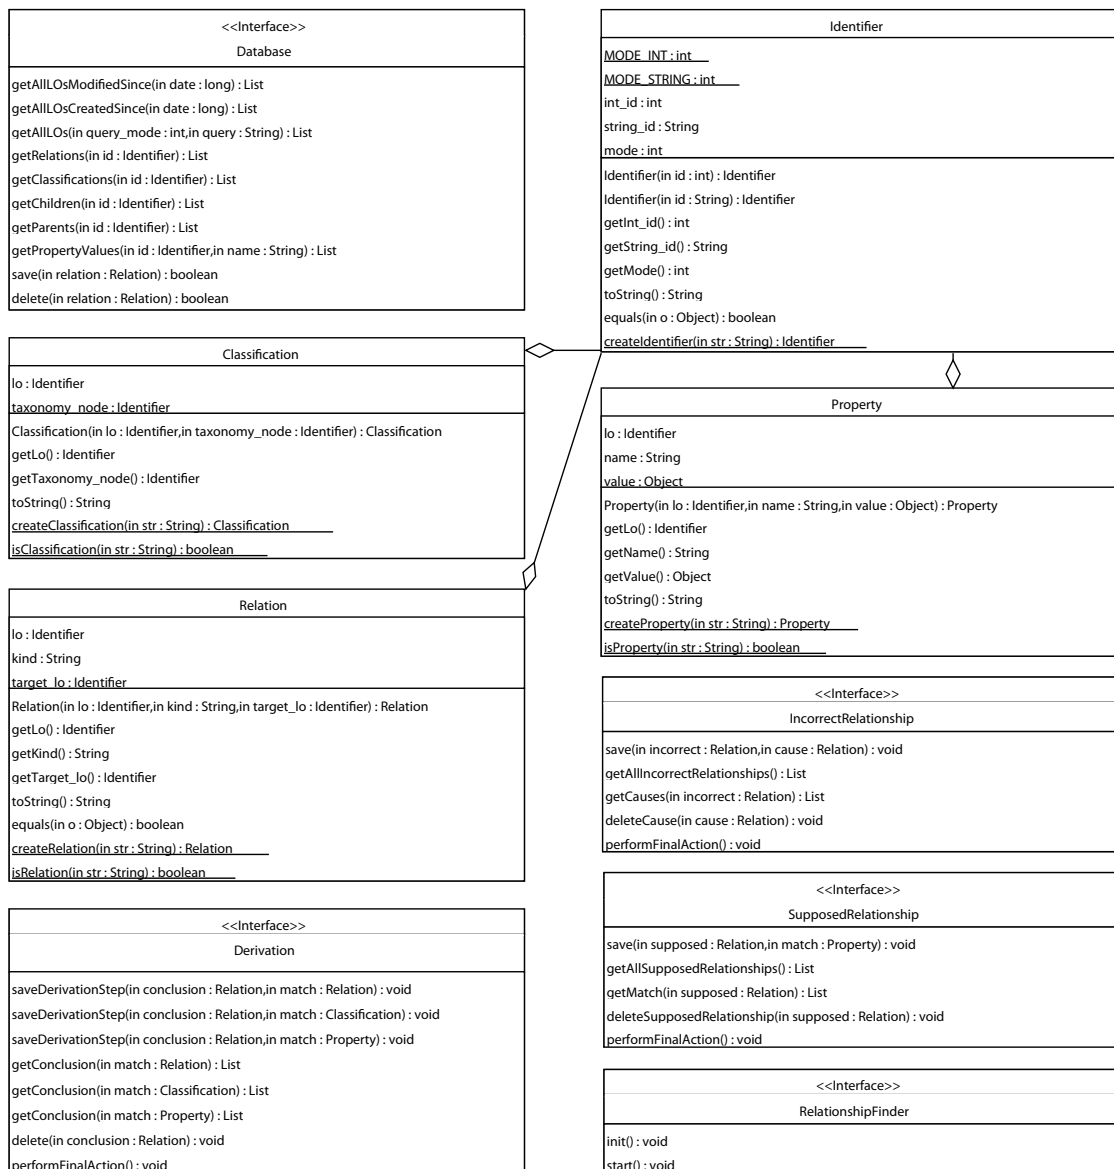 <<Interface>>
Database
getAllLOsModifiedSince(in date : long) : List
getAllLOsCreatedSince(in date : long) : List
getAllLOs(in query_mode : int,in query : String) : List
getRelations(in id : Identifier) : List
getClassifications(in id : Identifier) : List
getChildren(in id : Identifier) : List
getParents(in id : Identifier) : List
getPropertyValues(in id : Identifier,in name : String) : List
save(in relation : Relation) : boolean
delete(in relation : Relation) : boolean
Classification
lo : Identifier
taxonomy_node : Identifier
Classification(in lo : Identifier,in taxonomy_node : Identifier) : Classification
getLo() : Identifier
getTaxonomy_node() : Identifier
toString() : String
createClassification(in str : String) : Classification
isClassification(in str : String) : boolean
Relation
lo : Identifier
kind : String
target_lo : Identifier
Relation(in lo : Identifier,in kind : String,in target_lo : Identifier) : Relation
getLo() : Identifier
getKind() : String
getTarget_lo() : Identifier
toString() : String
equals(in o : Object) : boolean
createRelation(in str : String) : Relation
isRelation(in str : String) : boolean
<<Interface>>
Derivation
saveDerivationStep(in conclusion : Relation,in match : Relation) : void
saveDerivationStep(in conclusion : Relation,in match : Classification) : void
saveDerivationStep(in conclusion : Relation,in match : Property) : void
getConclusion(in match : Relation) : List
getConclusion(in match : Classification) : List
getConclusion(in match : Property) : List
delete(in conclusion : Relation) : void
performFinalAction() : void
Identifier
MODE_INT : int
MODE_STRING : int
int_id : int
string_id : String
mode : int
Identifier(in id : int) : Identifier
Identifier(in id : String) : Identifier
getInt_id() : int
getString_id() : String
getMode() : int
toString() : String
equals(in o : Object) : boolean
createIdentifier(in str : String) : Identifier
Property
lo : Identifier
name : String
value : Object
Property(in lo : Identifier,in name : String,in value : Object) : Property
getLo() : Identifier
getName() : String
getValue() : Object
toString() : String
createProperty(in str : String) : Property
isProperty(in str : String) : boolean
<<Interface>>
IncorrectRelationship
save(in incorrect : Relation,in cause : Relation) : void
getAllIncorrectRelationships() : List
getCauses(in incorrect : Relation) : List
deleteCause(in cause : Relation) : void
performFinalAction() : void
<<Interface>>
SupposedRelationship
save(in supposed : Relation,in match : Property) : void
getAllSupposedRelationships() : List
getMatch(in supposed : Relation) : List
deleteSupposedRelationship(in supposed : Relation) : void
performFinalAction() : void
<<Interface>>
RelationshipFinder
init() : void
start() : void